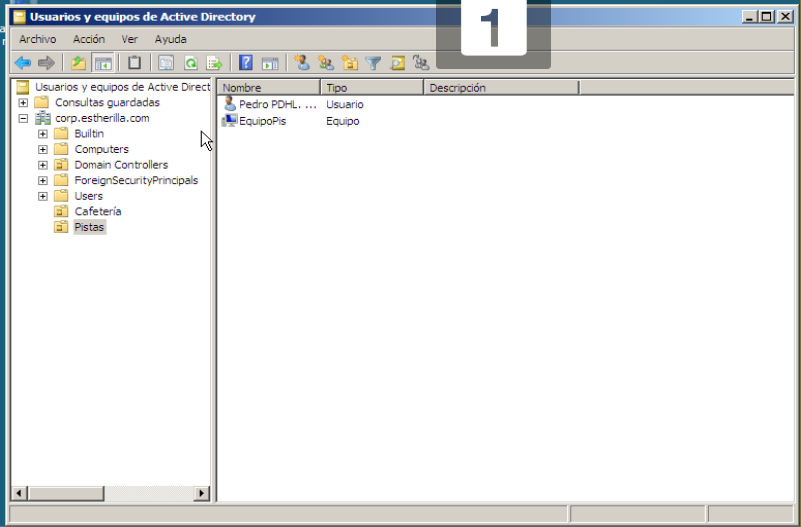 Usuarios y equipos de Active Directory
1
Archivo Acción Ver Ayuda
Usuarios y equipos de Active Direct
Consultas guardadas
corp.estherilla.com
Builtin
Computers
Domain Controllers
ForeignSecurityPrincipals
Users
Cafetería
Pistas
Nombre Tipo Descripción
Pedro PDHL. ... Usuario
EquipoPis Equipo